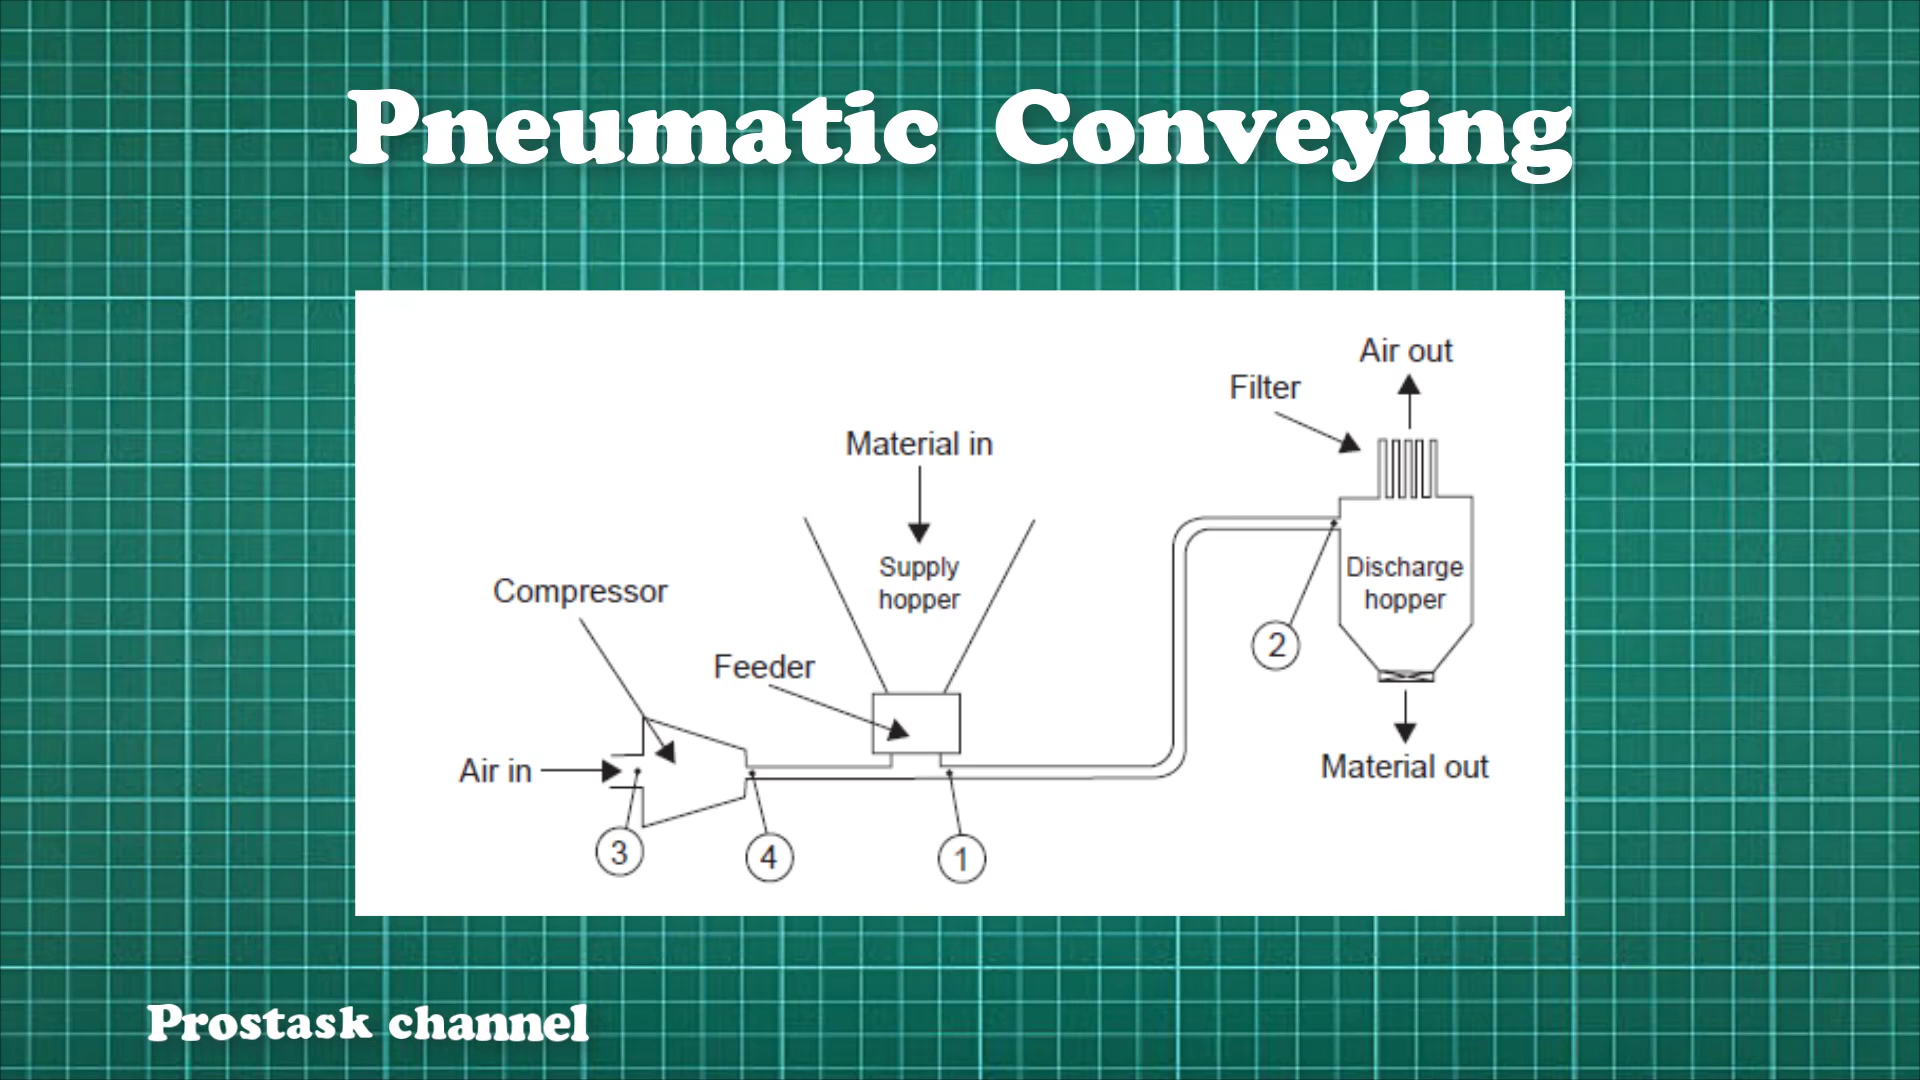 Pneumatic Conveying
Air out
Filter
Material in
Supply
hopper
Discharge
hopper
Compressor
2
Feeder
Air in
Material out
3
4
1
Prostask channel